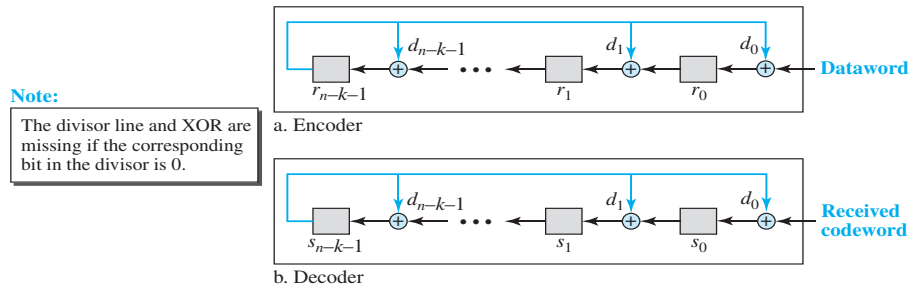 Note:
The divisor line and XOR are
missing if the corresponding
bit in the divisor is 0.
d_{n–k–1} d_1 d_0
+ + +
Dataword
r_{n–k–1} r_1 r_0
a. Encoder
d_{n–k–1} d_1 d_0
+ + +
Received
codeword
s_{n–k–1} s_1 s_0
b. Decoder